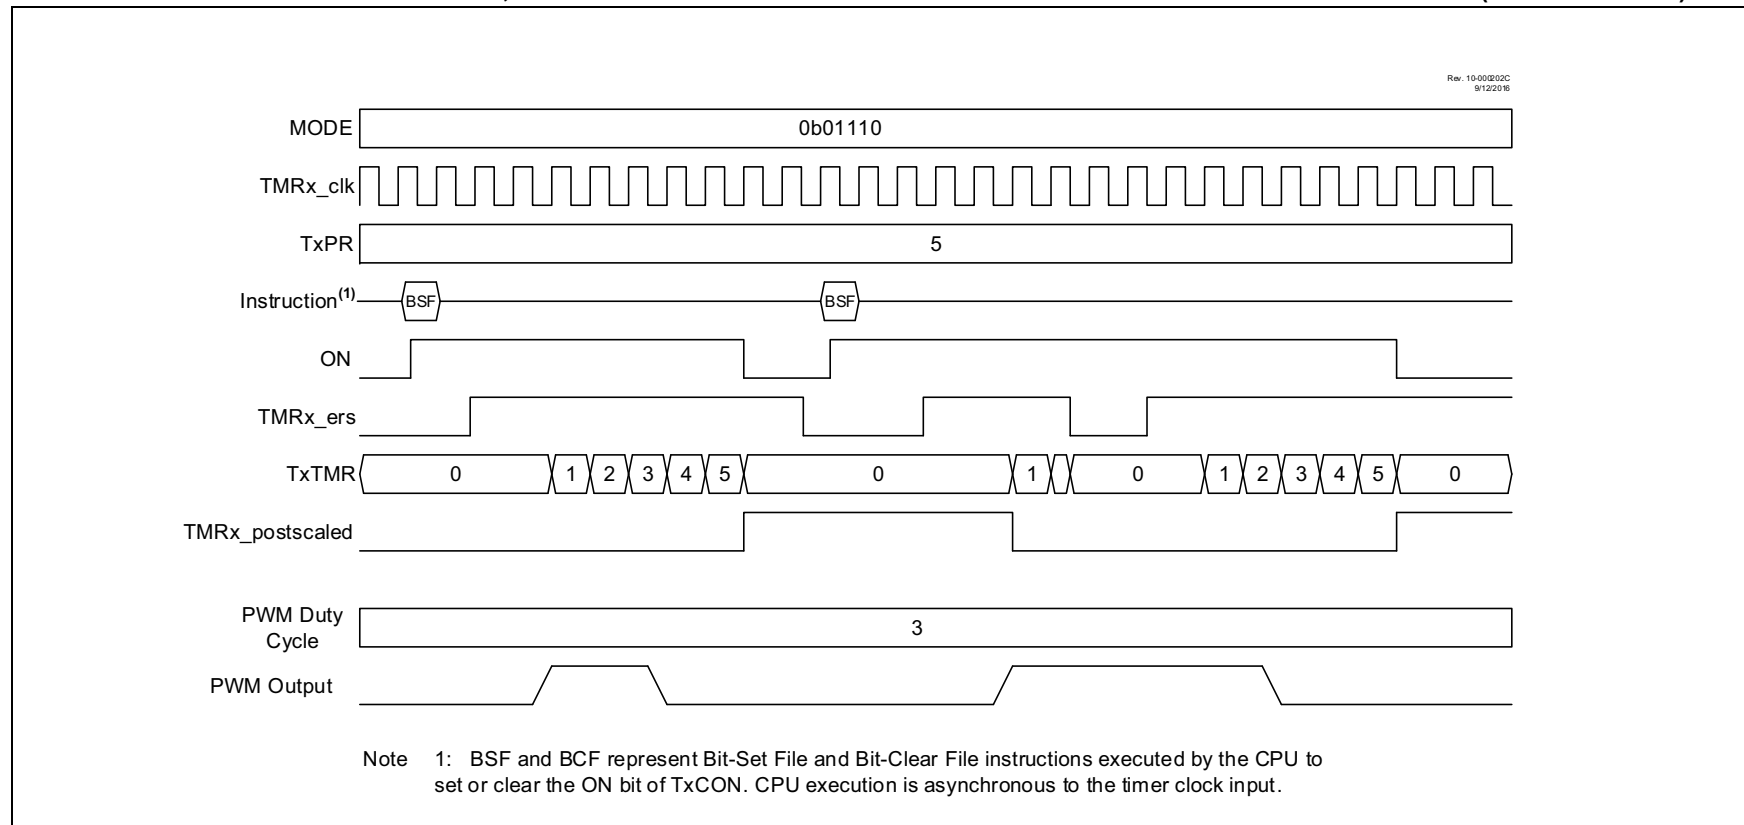 Rev. 10-000202C
9/12/2016
MODE 0b01110
TMRx_clk
TxPR 5
Instruction(1) BSF BSF
ON
TMRx_ers
TxTMR 0 1 2 3 4 5 0 1 0 1 2 3 4 5 0
TMRx_postscaled
PWM Duty
Cycle 3
PWM Output
Note 1: BSF and BCF represent Bit-Set File and Bit-Clear File instructions executed by the CPU to
set or clear the ON bit of TxCON. CPU execution is asynchronous to the timer clock input.